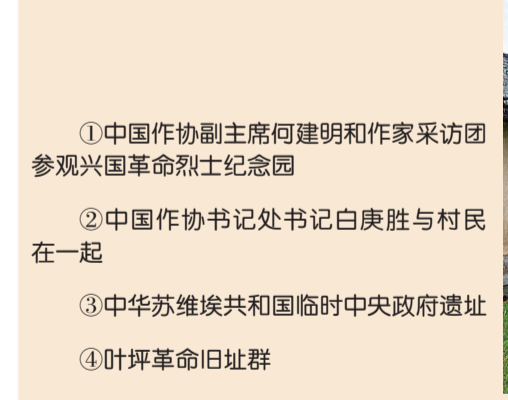 ①中国作协副主席何建明和作家采访团
参观兴国革命烈士纪念园
②中国作协书记处书记白庚胜与村民
在一起
③中华苏维埃共和国临时中央政府遗址
④叶坪革命旧址群